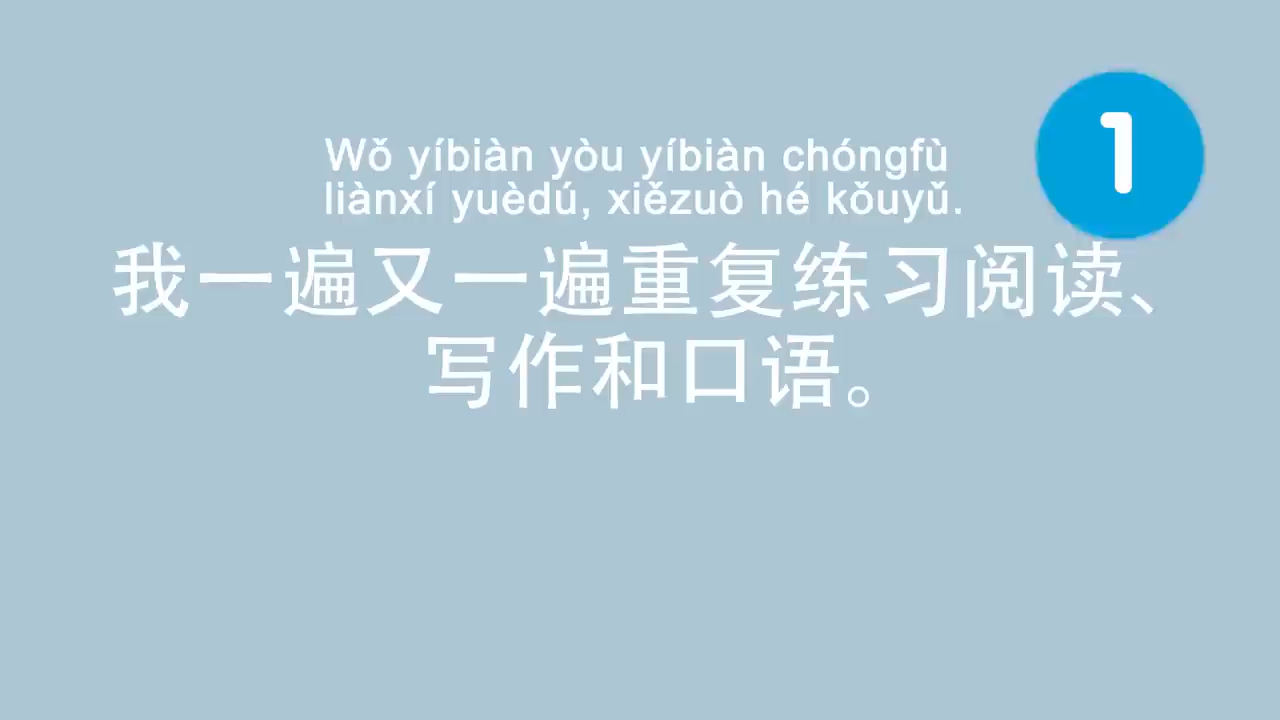 1
Wǒ yíbiàn yòu yíbiàn chóngfù
liànxí yuèdú, xiězuò hé kǒuyǔ.
我一遍又一遍重复练习阅读、
写作和口语。